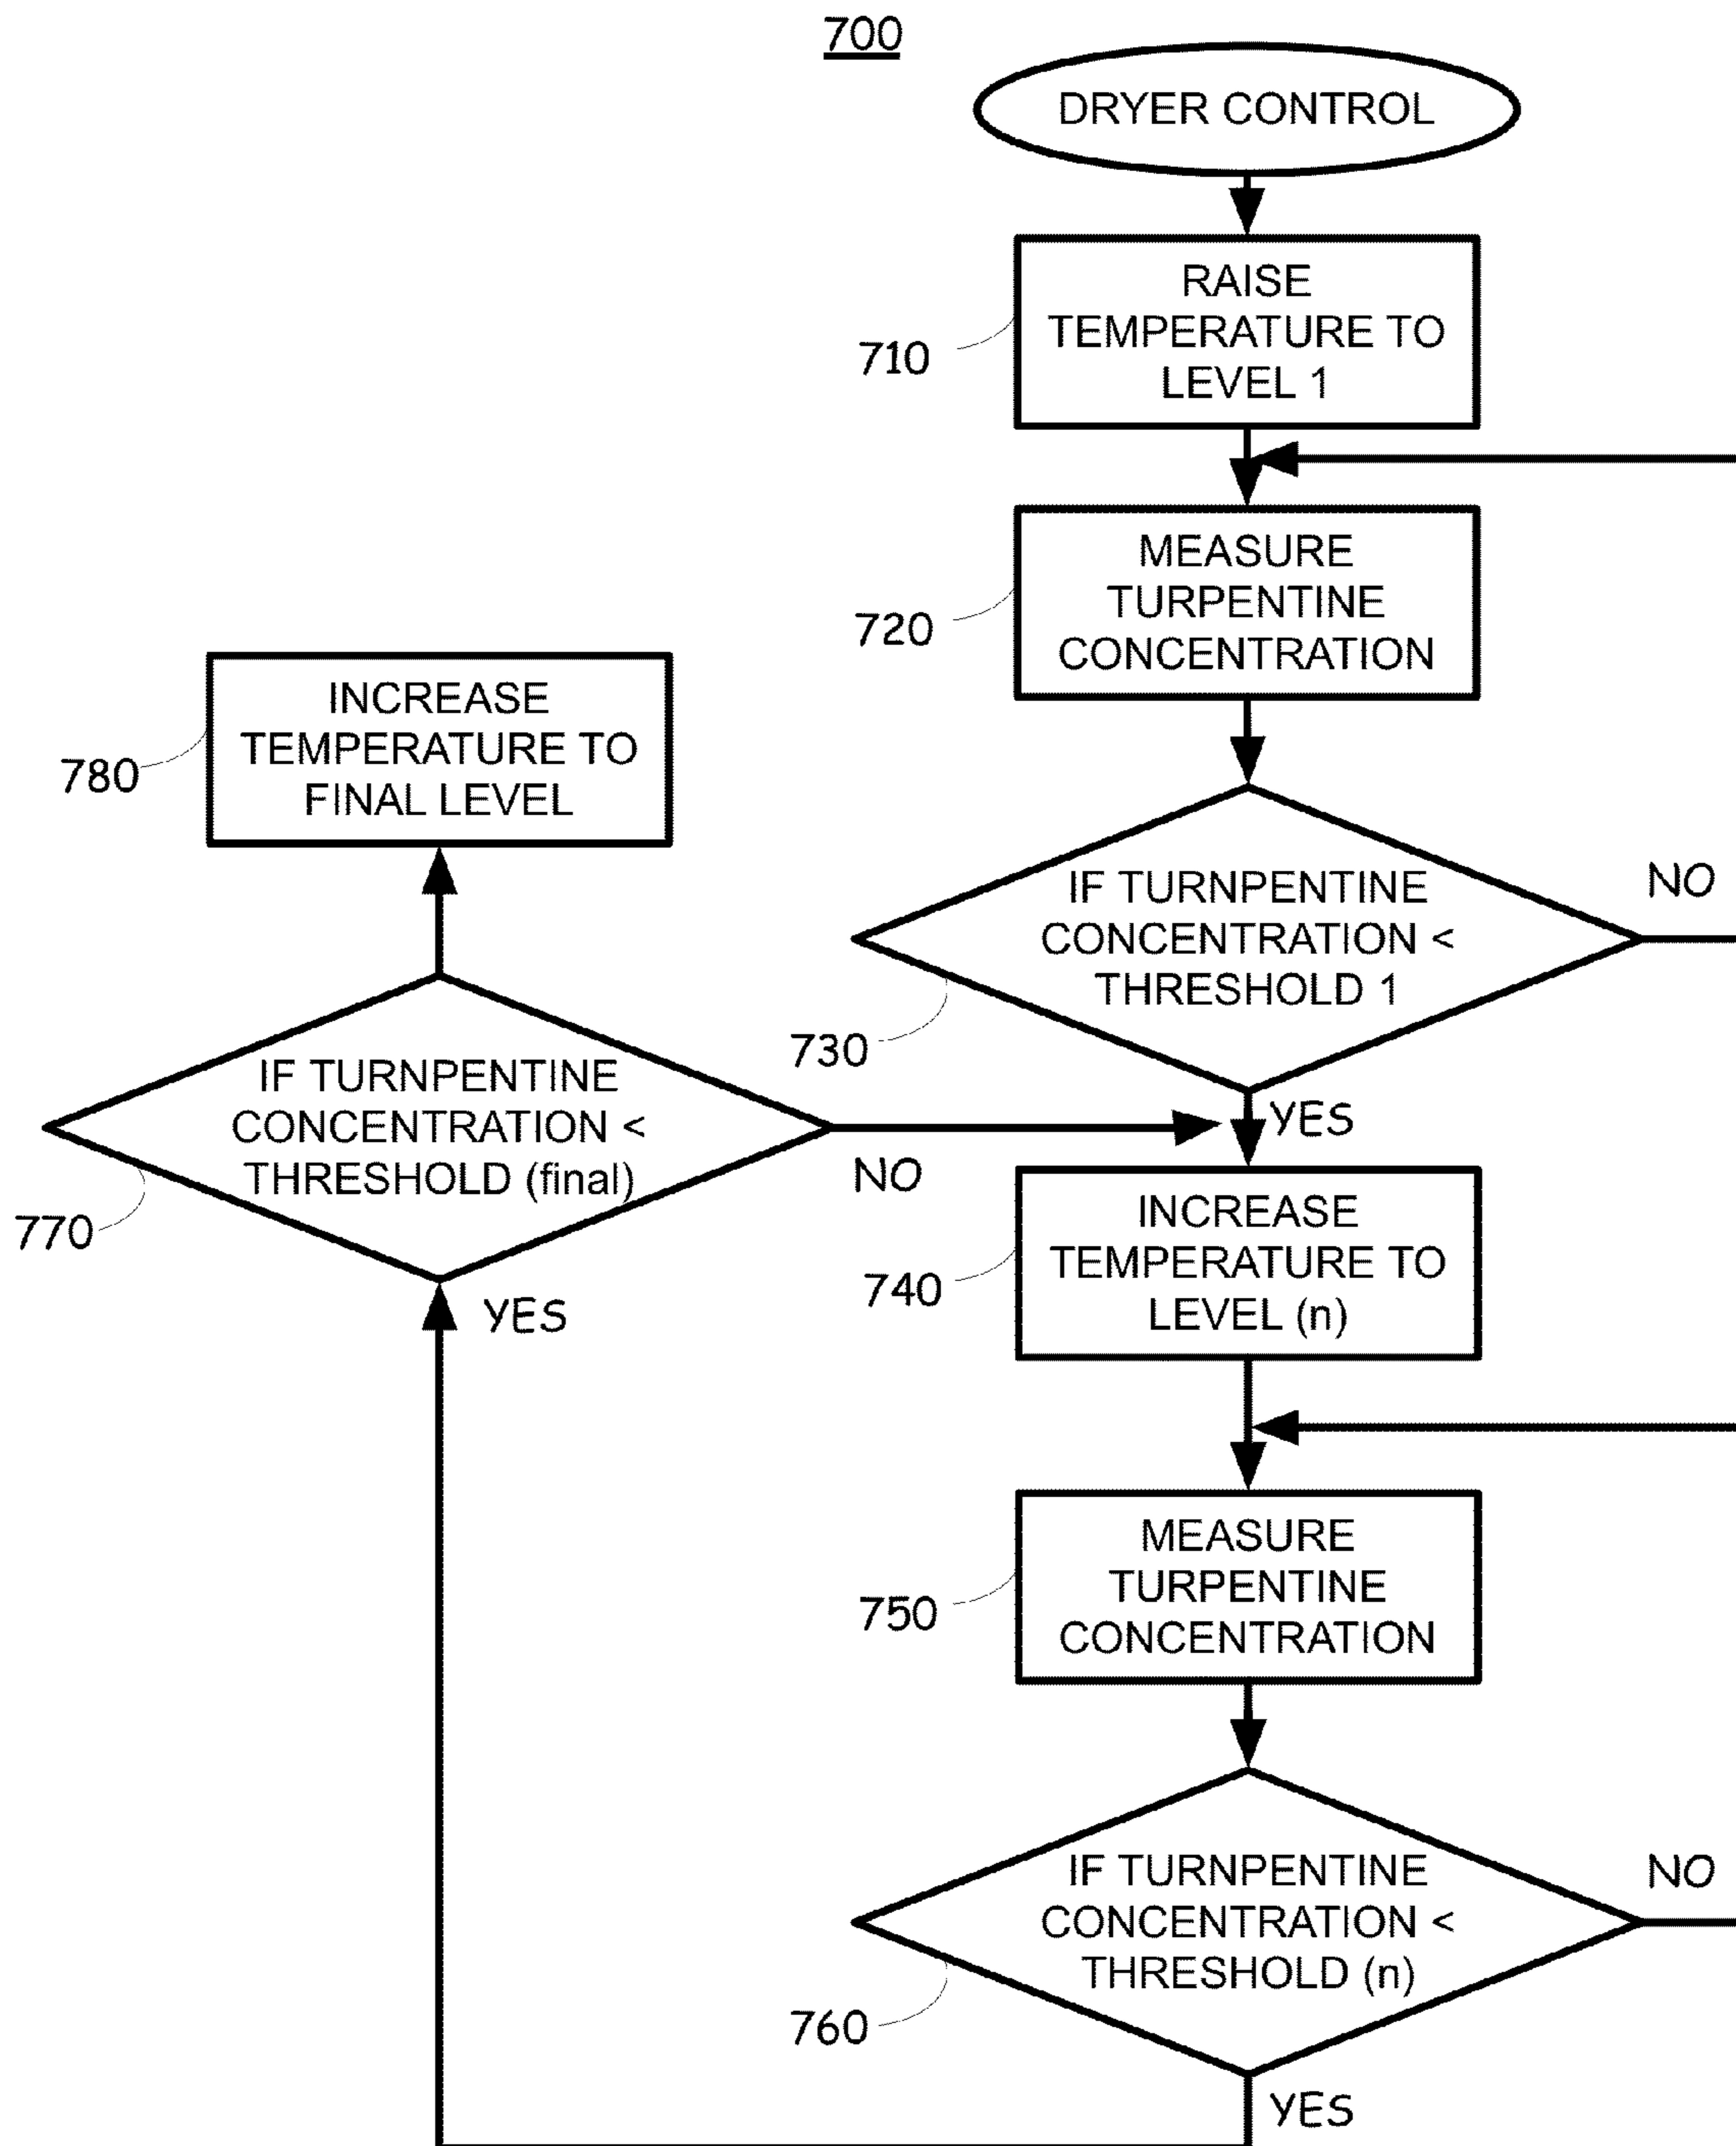 700
DRYER CONTROL
RAISE
TEMPERATURE TO
LEVEL 1
710
MEASURE
TURPENTINE
CONCENTRATION
720
IF TURNPENTINE
CONCENTRATION <
THRESHOLD 1
NO
730
YES
INCREASE
TEMPERATURE TO
LEVEL (n)
740
MEASURE
TURPENTINE
CONCENTRATION
750
IF TURNPENTINE
CONCENTRATION <
THRESHOLD (n)
NO
760
YES
YES
IF TURNPENTINE
CONCENTRATION <
THRESHOLD (final)
NO
770
INCREASE
TEMPERATURE TO
FINAL LEVEL
780